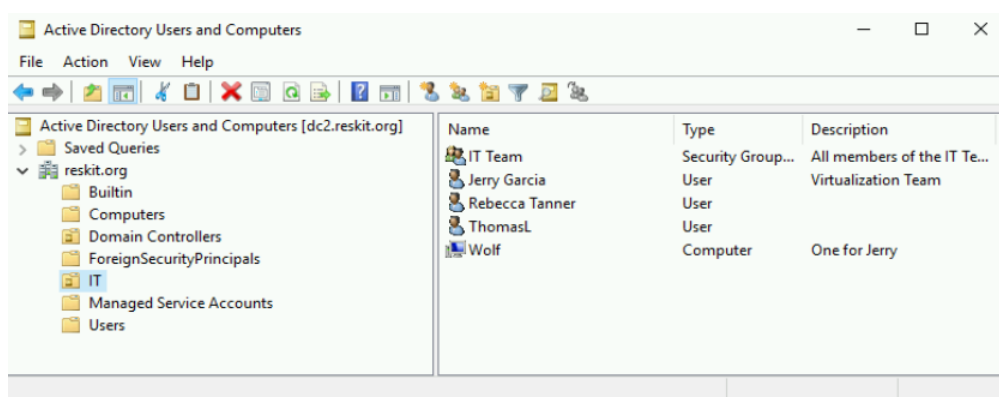 Active Directory Users and Computers
File Action View Help
Active Directory Users and Computers [dc2.reskit.org]
Saved Queries
reskit.org
Builtin
Computers
Domain Controllers
ForeignSecurityPrincipals
IT
Managed Service Accounts
Users
Name Type Description
IT Team Security Group... All members of the IT Te...
Jerry Garcia User Virtualization Team
Rebecca Tanner User
ThomasL User
Wolf Computer One for Jerry